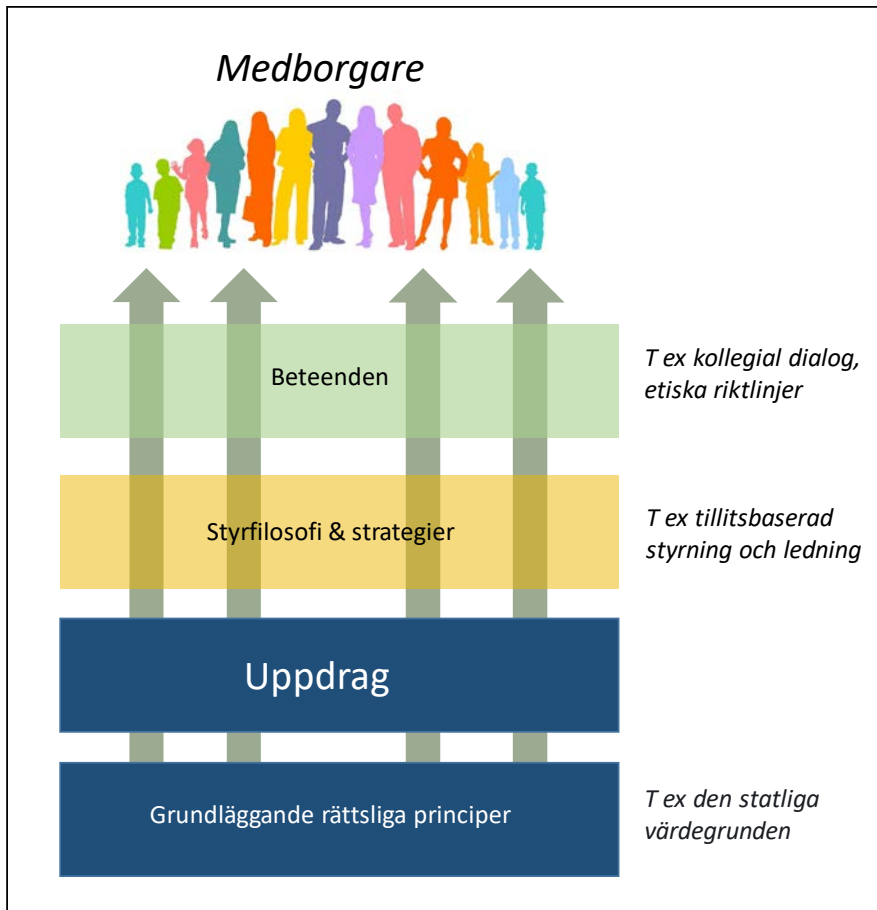 Medborgare
Beteenden
T ex kollegial dialog,
etiska riktlinjer
Styrfilosofi & strategier
T ex tillitsbaserad
styrning och ledning
Uppdrag
Grundläggande rättsliga principer
T ex den statliga
värdegrunden